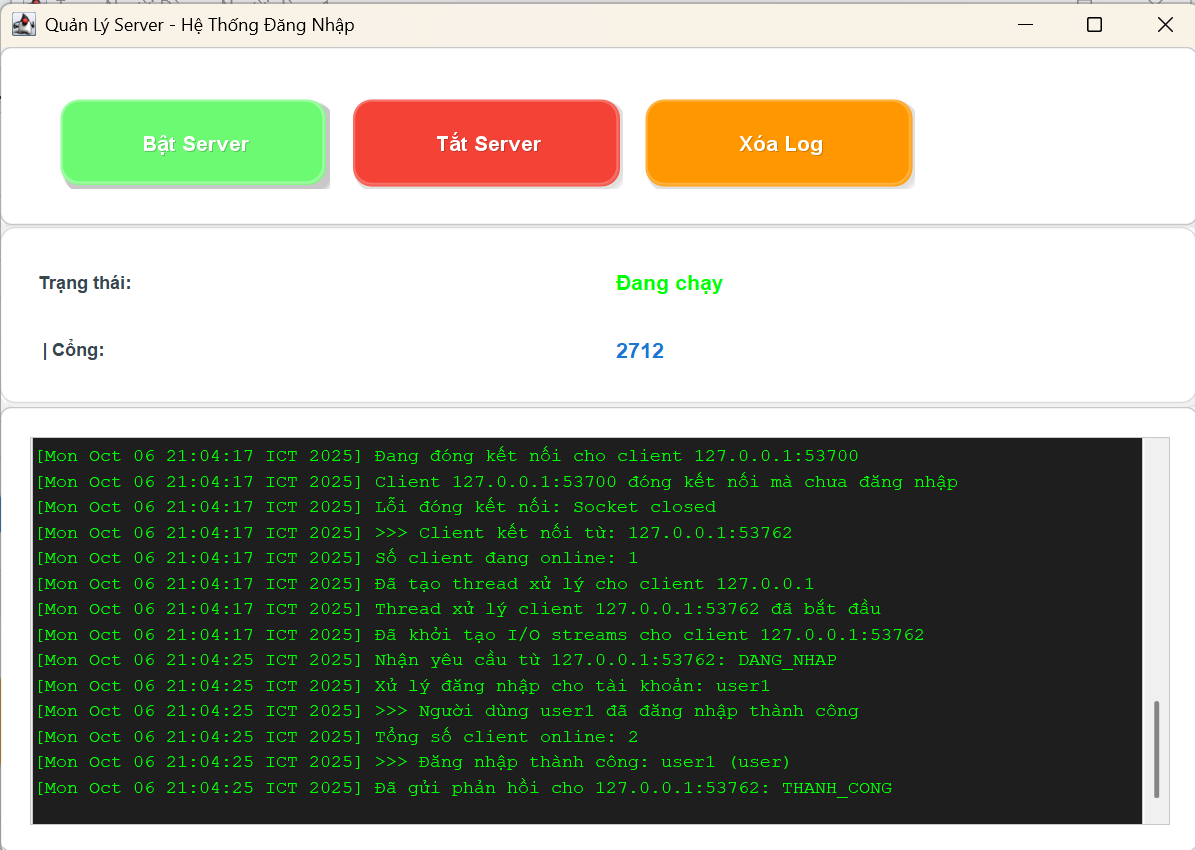 Quản Lý Server - Hệ Thống Đăng Nhập
Bật Server
Tắt Server
Xóa Log
Trạng thái:
Đang chạy
| Cổng:
2712
[Mon Oct 06 21:04:17 ICT 2025] Đang đóng kết nối cho client 127.0.0.1:53700
[Mon Oct 06 21:04:17 ICT 2025] Client 127.0.0.1:53700 đóng kết nối mà chưa đăng nhập
[Mon Oct 06 21:04:17 ICT 2025] Lỗi đóng kết nối: Socket closed
[Mon Oct 06 21:04:17 ICT 2025] >>> Client kết nối từ: 127.0.0.1:53762
[Mon Oct 06 21:04:17 ICT 2025] Số client đang online: 1
[Mon Oct 06 21:04:17 ICT 2025] Đã tạo thread xử lý cho client 127.0.0.1
[Mon Oct 06 21:04:17 ICT 2025] Thread xử lý client 127.0.0.1:53762 đã bắt đầu
[Mon Oct 06 21:04:17 ICT 2025] Đã khởi tạo I/O streams cho client 127.0.0.1:53762
[Mon Oct 06 21:04:25 ICT 2025] Nhận yêu cầu từ 127.0.0.1:53762: DANG_NHAP
[Mon Oct 06 21:04:25 ICT 2025] Xử lý đăng nhập cho tài khoản: user1
[Mon Oct 06 21:04:25 ICT 2025] >>> Người dùng user1 đã đăng nhập thành công
[Mon Oct 06 21:04:25 ICT 2025] Tổng số client online: 2
[Mon Oct 06 21:04:25 ICT 2025] >>> Đăng nhập thành công: user1 (user)
[Mon Oct 06 21:04:25 ICT 2025] Đã gửi phản hồi cho 127.0.0.1:53762: THANH_CONG